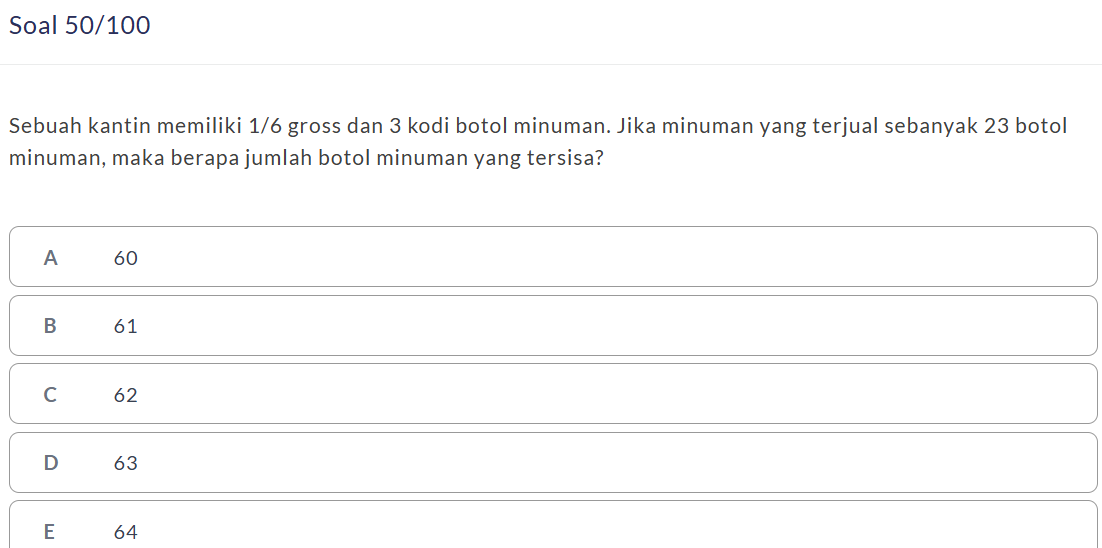 Soal 50/100
Sebuah kantin memiliki 1/6 gross dan 3 kodi botol minuman. Jika minuman yang terjual sebanyak 23 botol
minuman, maka berapa jumlah botol minuman yang tersisa?
A 60
B 61
C 62
D 63
E 64